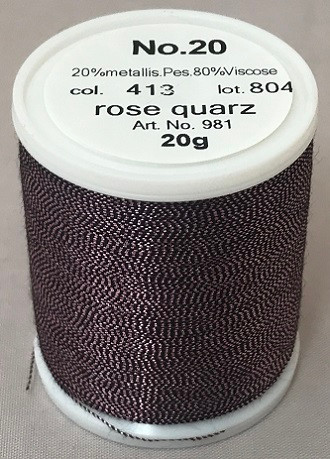 No.20
20%metallis.Pes.80%Viscose
col. 413 lot. 804
rose quarz
Art. No. 981
20g